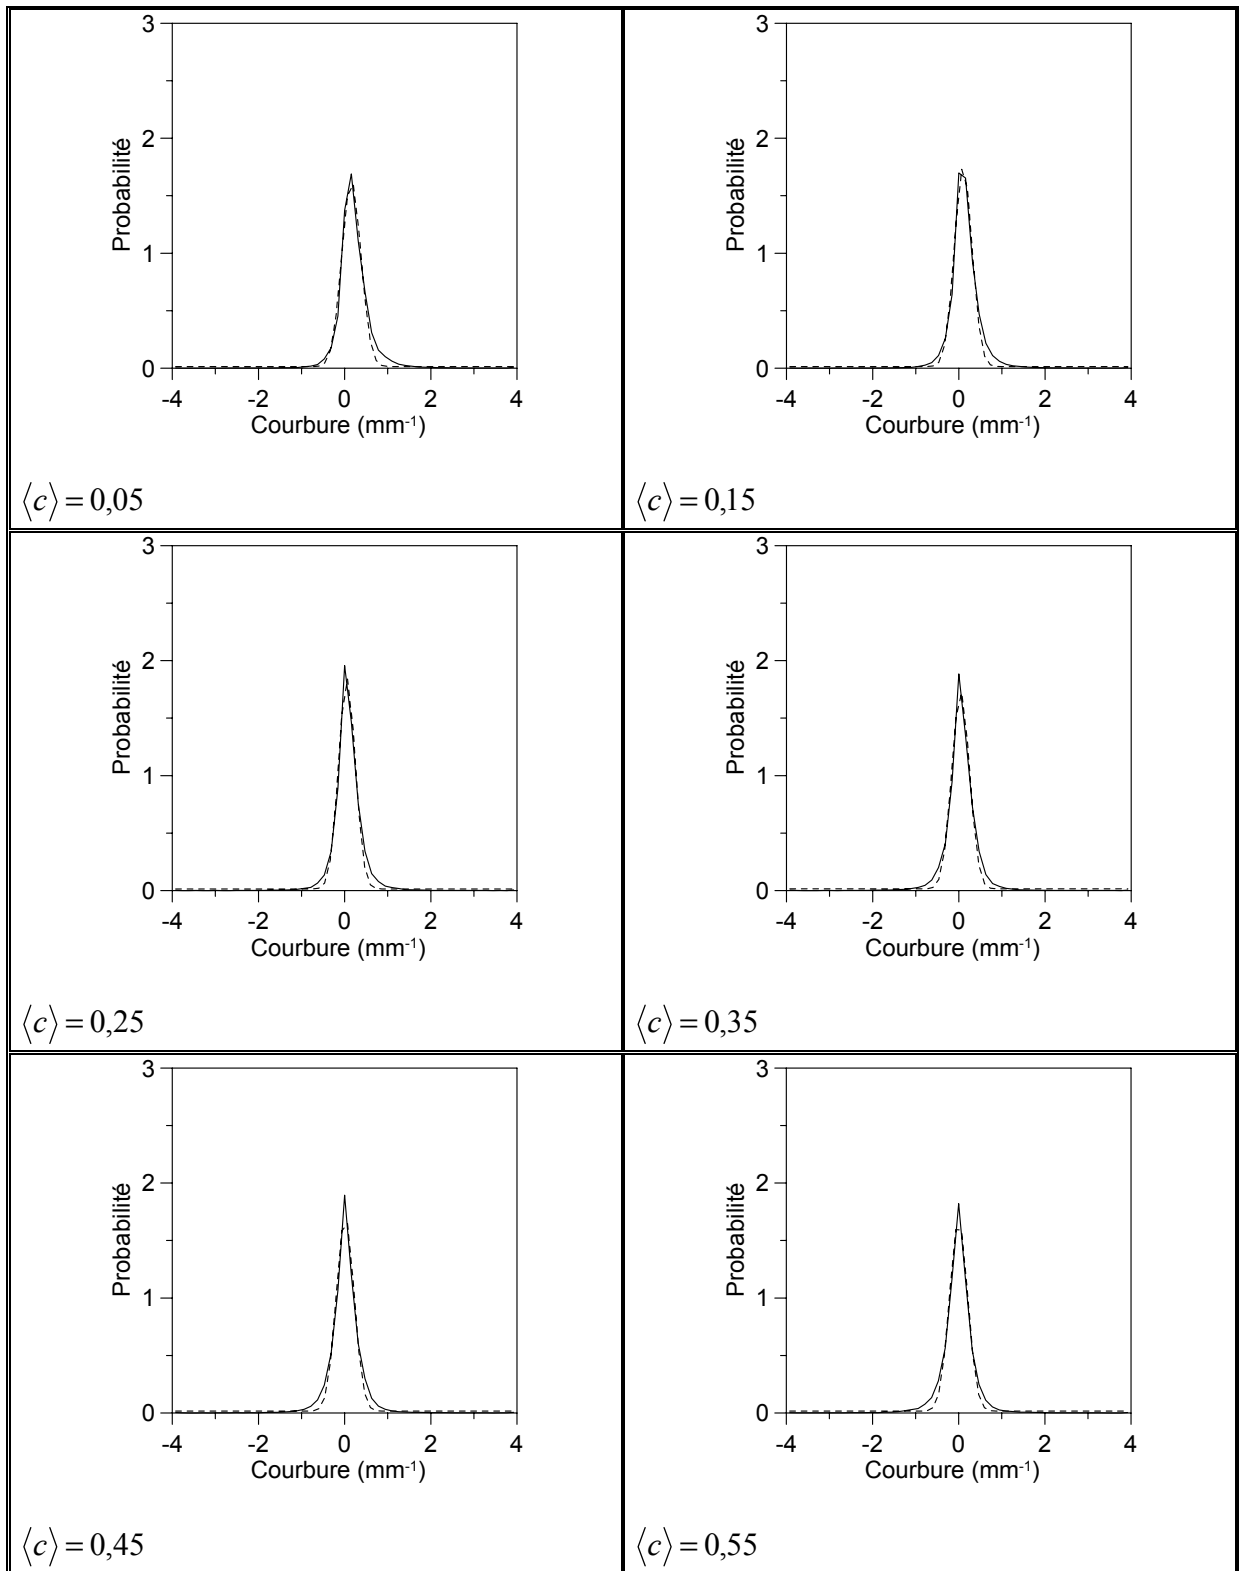 3
2
1
0
Probabilité
-4 -2 0 2 4
Courbure (mm-1)
⟨c⟩ = 0,05
3
2
1
0
Probabilité
-4 -2 0 2 4
Courbure (mm-1)
⟨c⟩ = 0,15
3
2
1
0
Probabilité
-4 -2 0 2 4
Courbure (mm-1)
⟨c⟩ = 0,25
3
2
1
0
Probabilité
-4 -2 0 2 4
Courbure (mm-1)
⟨c⟩ = 0,35
3
2
1
0
Probabilité
-4 -2 0 2 4
Courbure (mm-1)
⟨c⟩ = 0,45
3
2
1
0
Probabilité
-4 -2 0 2 4
Courbure (mm-1)
⟨c⟩ = 0,55